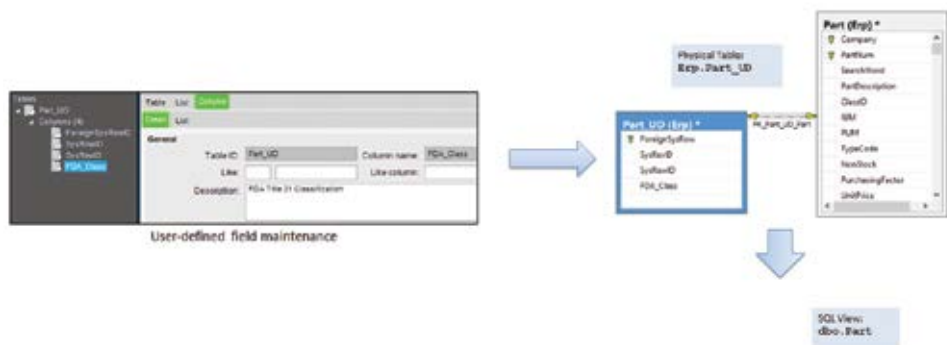 Tables
Part_UD
Columns (4)
ForeignSysRowID
SysRevID
SysRowID
FDA_Class
Table List Column
Detail List
General
Table ID: Part_UD Column name: FDA_Class
Like: Like column:
Description: FDA Title 21 Classification
User-defined field maintenance
Physical Table:
Erp.Part_UD
Part_UD (Erp) *
ForeignSysRow
SysRevID
SysRowID
FDA_Class
FK_Part_UD_Part
Part (Erp) *
Company
PartNum
SearchWord
PartDescription
ClassID
IUM
PUM
TypeCode
NonStock
PurchasingFactor
UnitPrice
SQL View:
dbo.Part